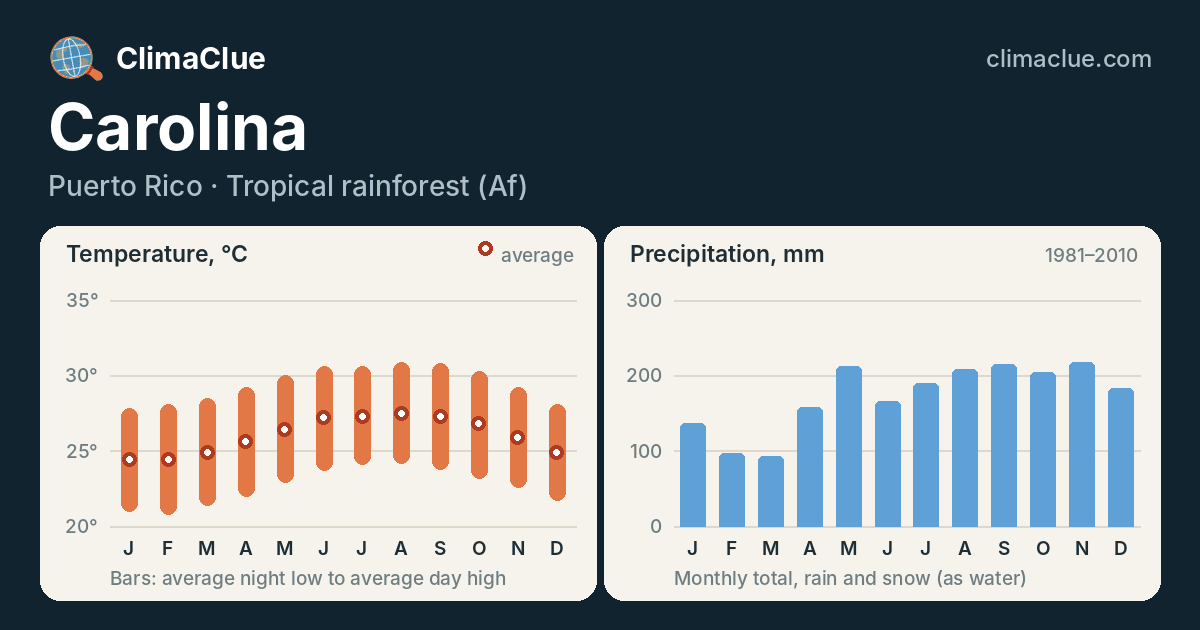 ClimaClue
climaclue.com
Carolina
Puerto Rico · Tropical rainforest (Af)
Temperature, °C
average
35°
30°
25°
20°
J F M A M J J A S O N D
Bars: average night low to average day high
Precipitation, mm
1981–2010
300
200
100
0
J F M A M J J A S O N D
Monthly total, rain and snow (as water)